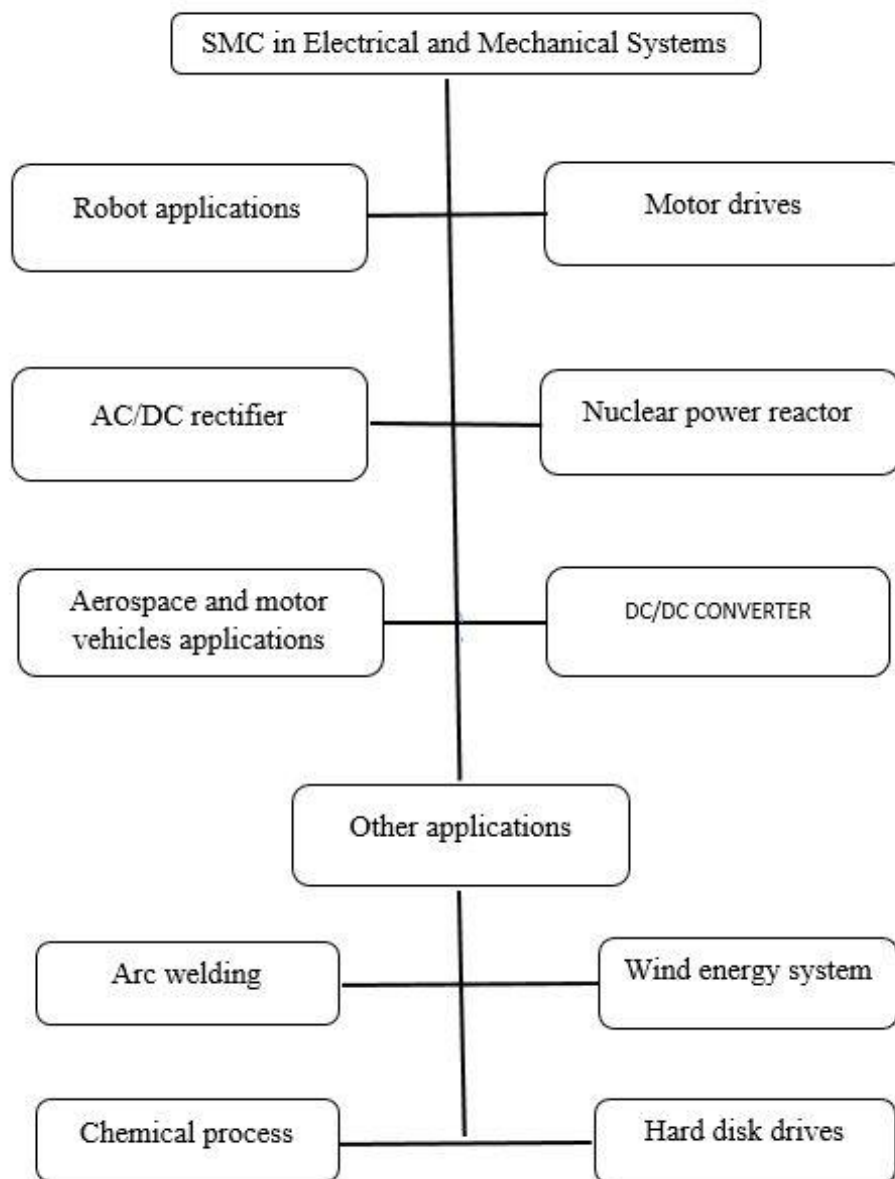 SMC in Electrical and Mechanical Systems
Robot applications
Motor drives
AC/DC rectifier
Nuclear power reactor
Aerospace and motor
vehicles applications
DC/DC CONVERTER
Other applications
Arc welding
Wind energy system
Chemical process
Hard disk drives